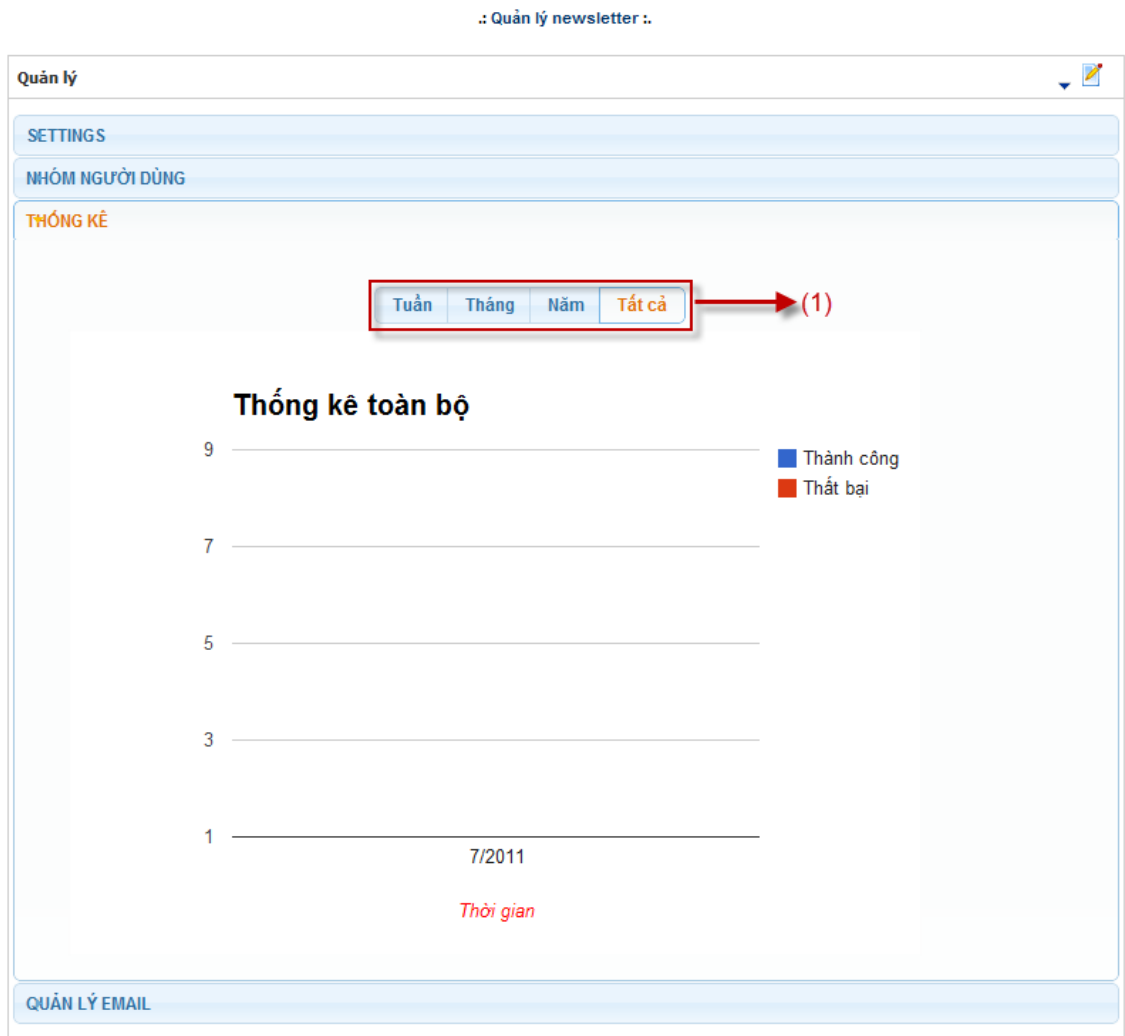 .: Quản lý newsletter :.
Quản lý
SETTINGS
NHÓM NGƯỜI DÙNG
THỐNG KÊ
Tuần Tháng Năm Tất cả (1)
Thống kê toàn bộ
9
Thành công
Thất bại
7
5
3
1
7/2011
Thời gian
QUẢN LÝ EMAIL